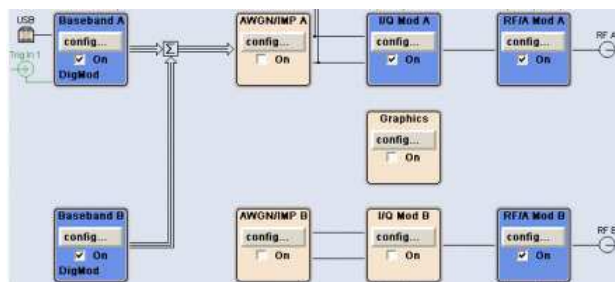 USB
Baseband A
AWGN/IMP A
I/Q Mod A
RF/A Mod A
config...
config...
config...
config...
RF A
Trig In 1
On
On
On
On
DigMod
Σ
Graphics
config...
On
Baseband B
AWGN/IMP B
I/Q Mod B
RF/A Mod B
config...
config...
config...
config...
RF B
On
On
On
On
DigMod